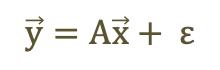 y⃗ = Ax⃗ + ε